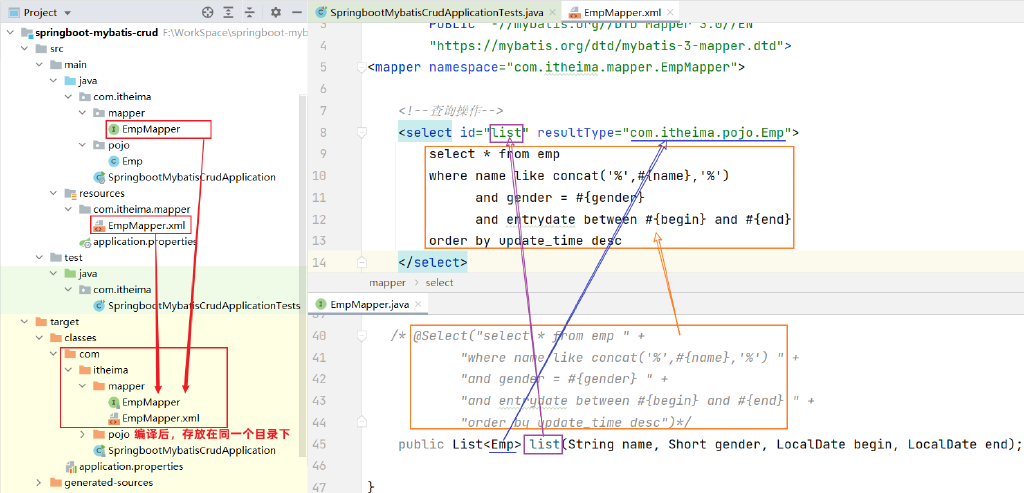 Project
springboot-mybatis-crud F:\WorkSpace\springboot-myb
src
main
java
com.itheima
mapper
EmpMapper
pojo
Emp
SpringbootMybatisCrudApplication
resources
com.itheima.mapper
EmpMapper.xml
application.properties
test
java
com.itheima
SpringbootMybatisCrudApplicationTests
target
classes
com
itheima
mapper
EmpMapper
EmpMapper.xml
pojo 编译后，存放在同一个目录下
SpringbootMybatisCrudApplication
application.properties
generated-sources
SpringbootMybatisCrudApplicationTests.java
EmpMapper.xml
3 PUBLIC "-//mybatis.org//DTD Mapper 3.0//EN"
4 "https://mybatis.org/dtd/mybatis-3-mapper.dtd">
5 <mapper namespace="com.itheima.mapper.EmpMapper">
6
7 <!--查询操作-->
8 <select id="list" resultType="com.itheima.pojo.Emp">
9 select * from emp
10 where name like concat('%',#{name},'%')
11 and gender = #{gender}
12 and entrydate between #{begin} and #{end}
13 order by update_time desc
14 </select>
mapper > select
EmpMapper.java
39
40 /* @Select("select * from emp " +
41 "where name like concat('%',#{name},'%') " +
42 "and gender = #{gender} " +
43 "and entrydate between #{begin} and #{end} " +
44 "order by update_time desc")*/
45 public List<Emp> list(String name, Short gender, LocalDate begin, LocalDate end);
46
47 }